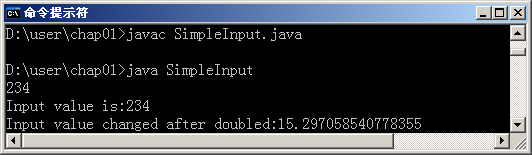 命令提示符
D:\user\chap01>javac SimpleInput.java
D:\user\chap01>java SimpleInput
234
Input value is:234
Input value changed after doubled:15.297058540778355